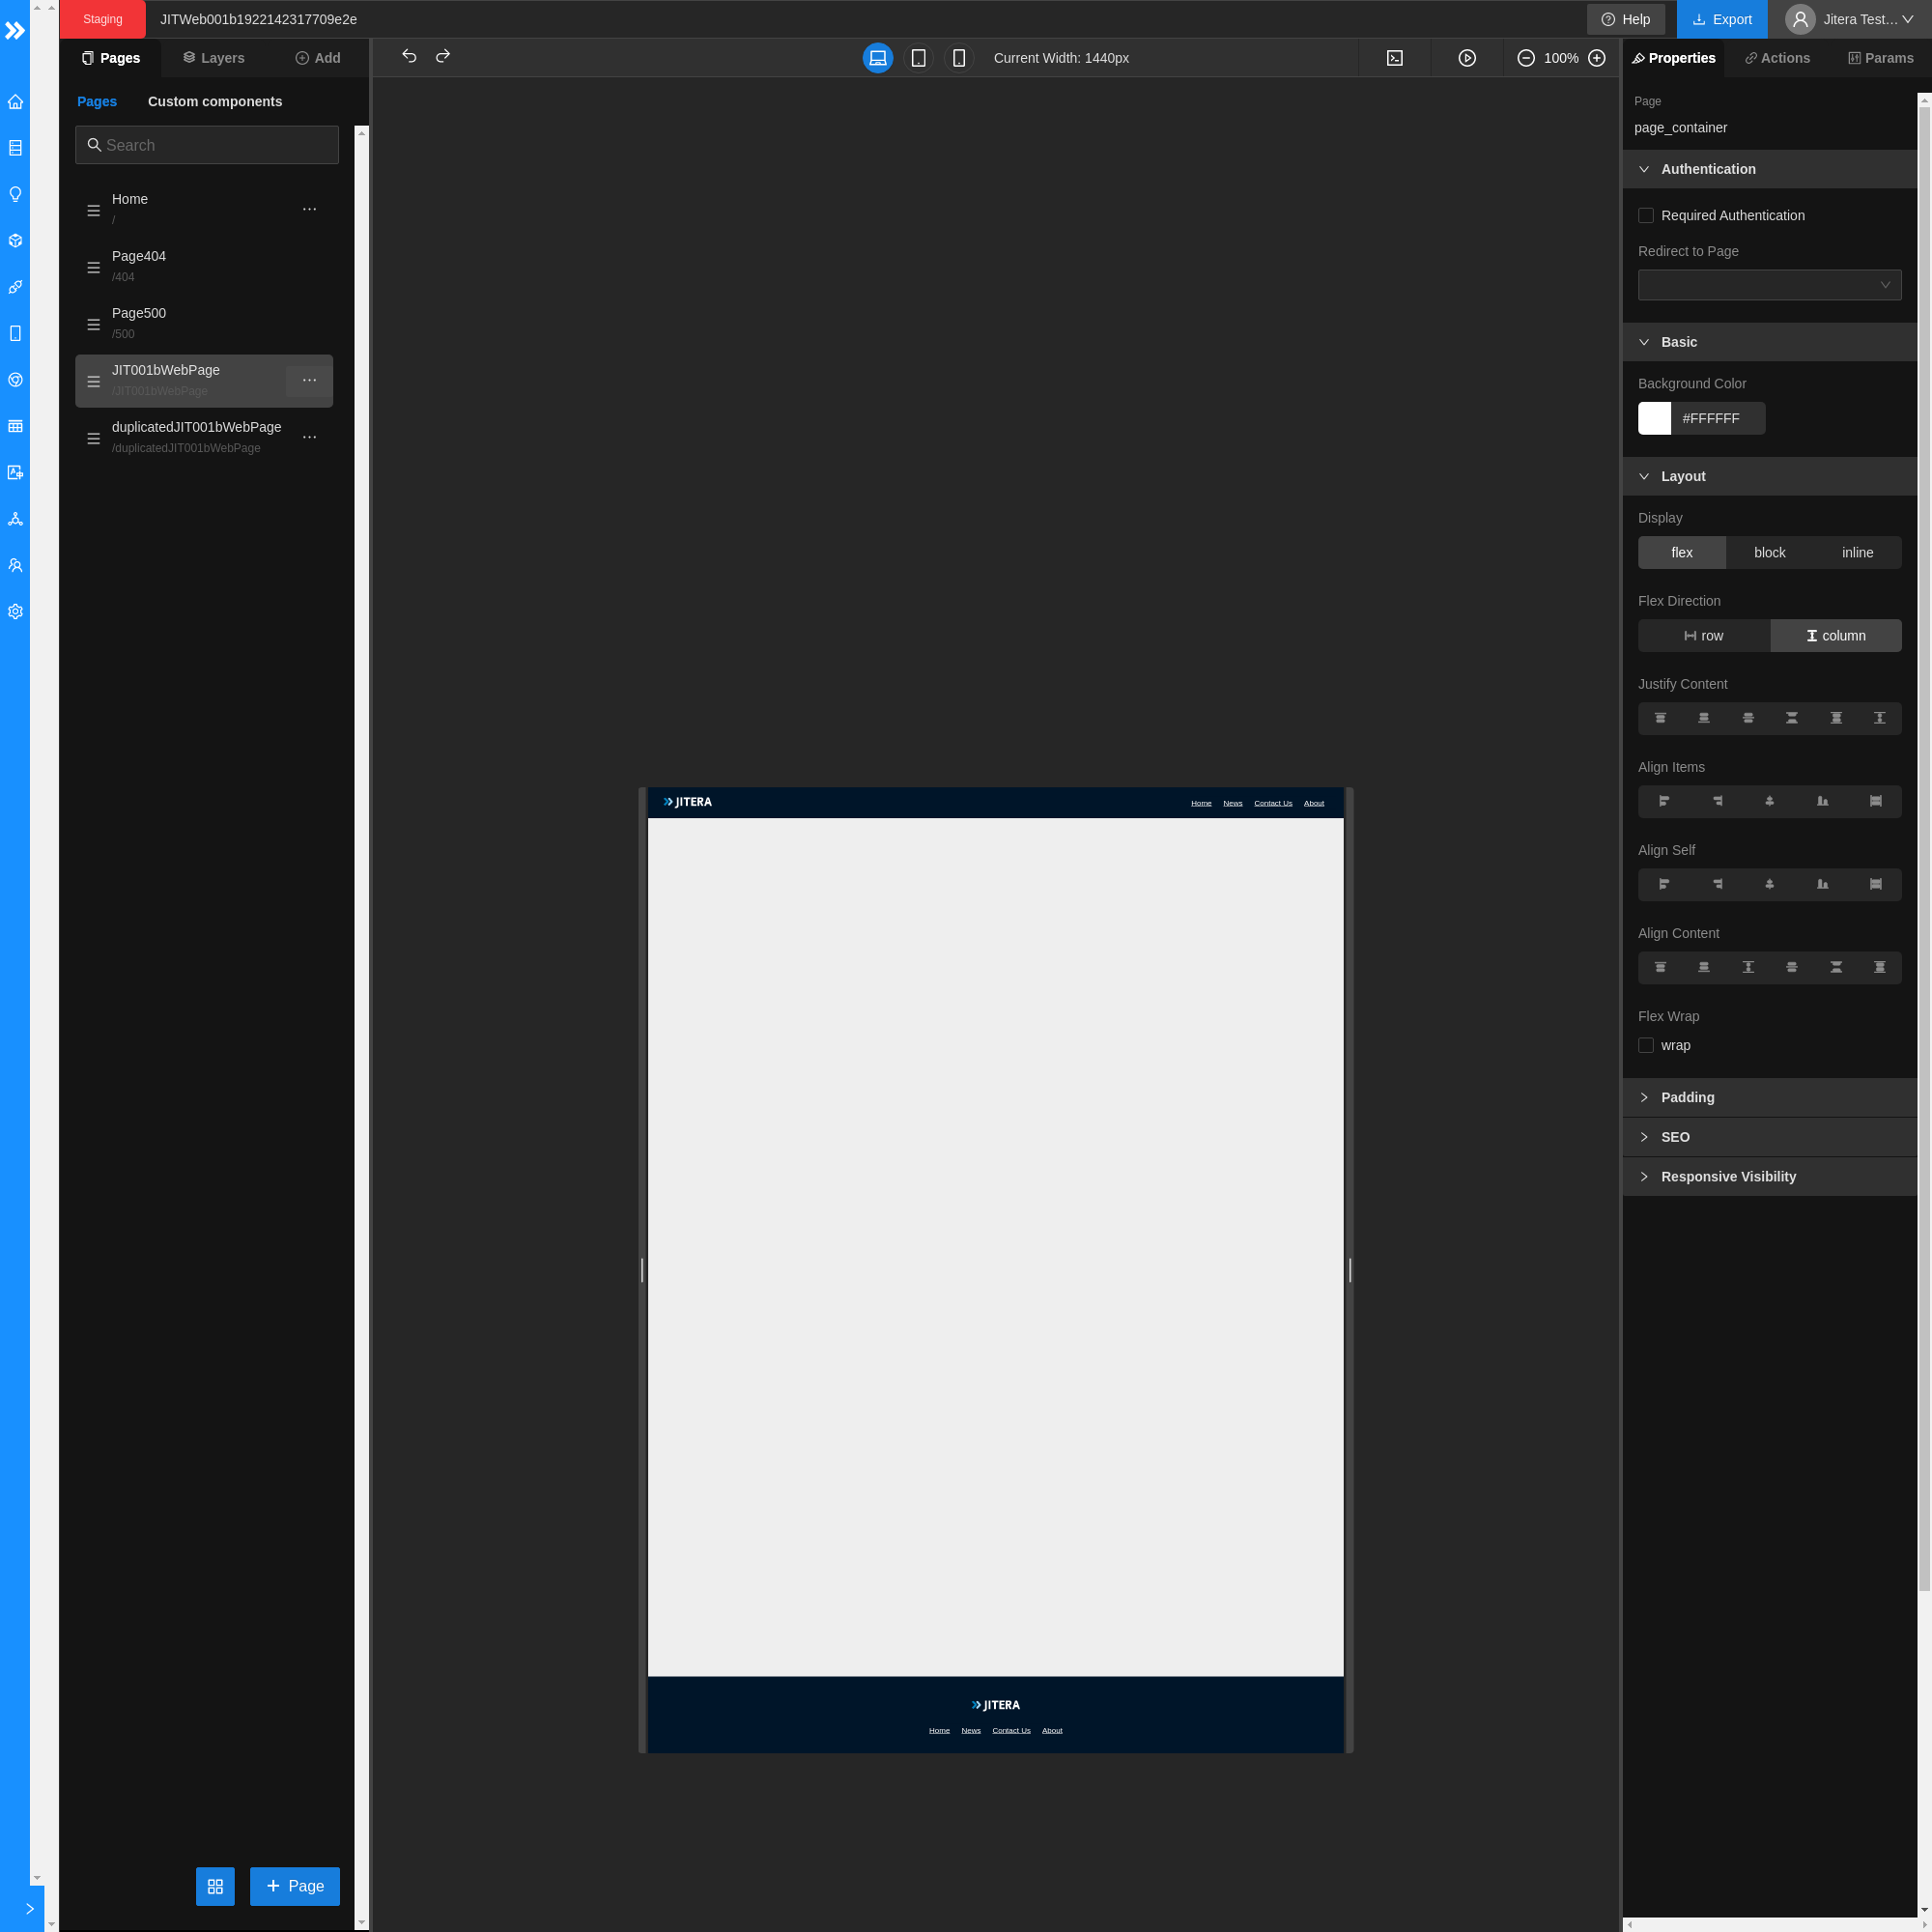 Staging
JITWeb001b1922142317709e2e
Help
Export
Jitera Test...
Pages
Layers
Add
Current Width: 1440px
100%
Properties
Actions
Params
Pages
Custom components
Search
Home
/
Page404
/404
Page500
/500
JIT001bWebPage
/JIT001bWebPage
duplicatedJIT001bWebPage
/duplicatedJIT001bWebPage
Page
JITERA
Home News Contact Us About
JITERA
Home News Contact Us About
Page
page_container
Authentication
Required Authentication
Redirect to Page
Basic
Background Color
#FFFFFF
Layout
Display
flex block inline
Flex Direction
row column
Justify Content
Align Items
Align Self
Align Content
Flex Wrap
wrap
Padding
SEO
Responsive Visibility